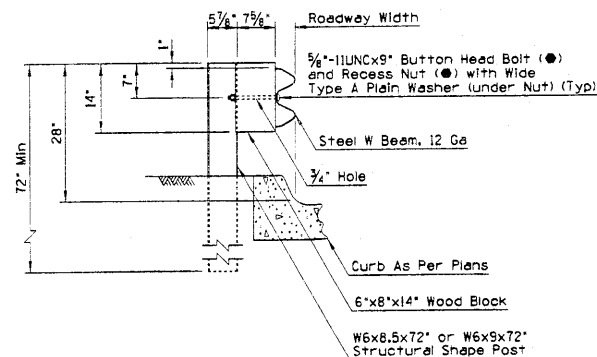 5⅞" 7⅝"
Roadway Width
1"
7"
14"
28"
72" Min
⅝"-11UNCx9" Button Head Bolt (●)
and Recess Nut (●) with Wide
Type A Plain Washer (under Nut) (Typ)
Steel W Beam, 12 Ga
¾" Hole
Curb As Per Plans
6"x8"x14" Wood Block
W6x8.5x72" or W6x9x72"
Structural Shape Post